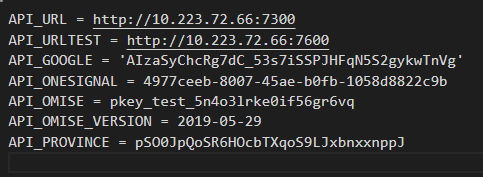 API_URL = http://10.223.72.66:7300
API_URLTEST = http://10.223.72.66:7600
API_GOOGLE = 'AIzaSyChcRg7dC_53s7iSSPJHFqN5S2gykwTnVg'
API_ONESIGNAL = 4977ceeb-8007-45ae-b0fb-1058d8822c9b
API_OMISE = pkey_test_5n4o3lrke0if56gr6vq
API_OMISE_VERSION = 2019-05-29
API_PROVINCE = pSO0JpQoSR6HOcbTXqoS9LJxbnxxnppJ